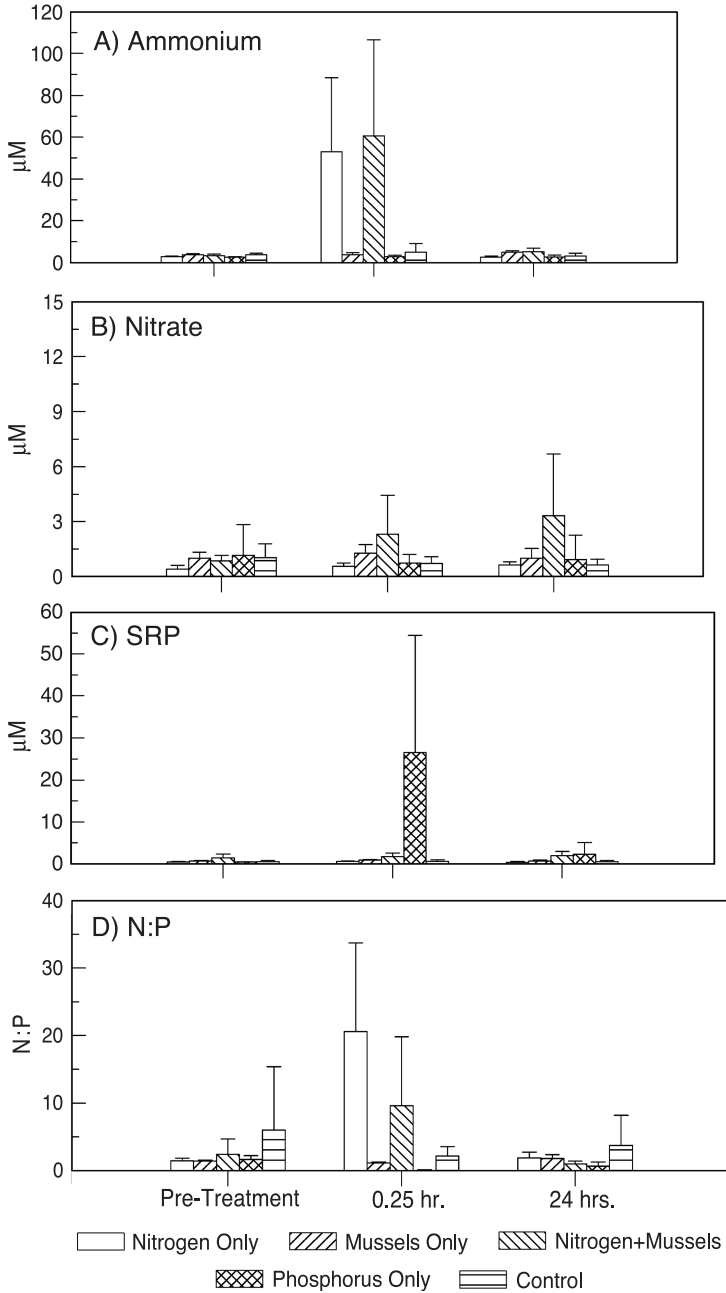 A) Ammonium
120
100
80
60
40
20
0
µM
B) Nitrate
15
12
9
6
3
0
µM
C) SRP
60
50
40
30
20
10
0
µM
D) N:P
40
30
20
10
0
N:P
Pre-Treatment 0.25 hr. 24 hrs.
Nitrogen Only Mussels Only Nitrogen+Mussels
Phosphorus Only Control